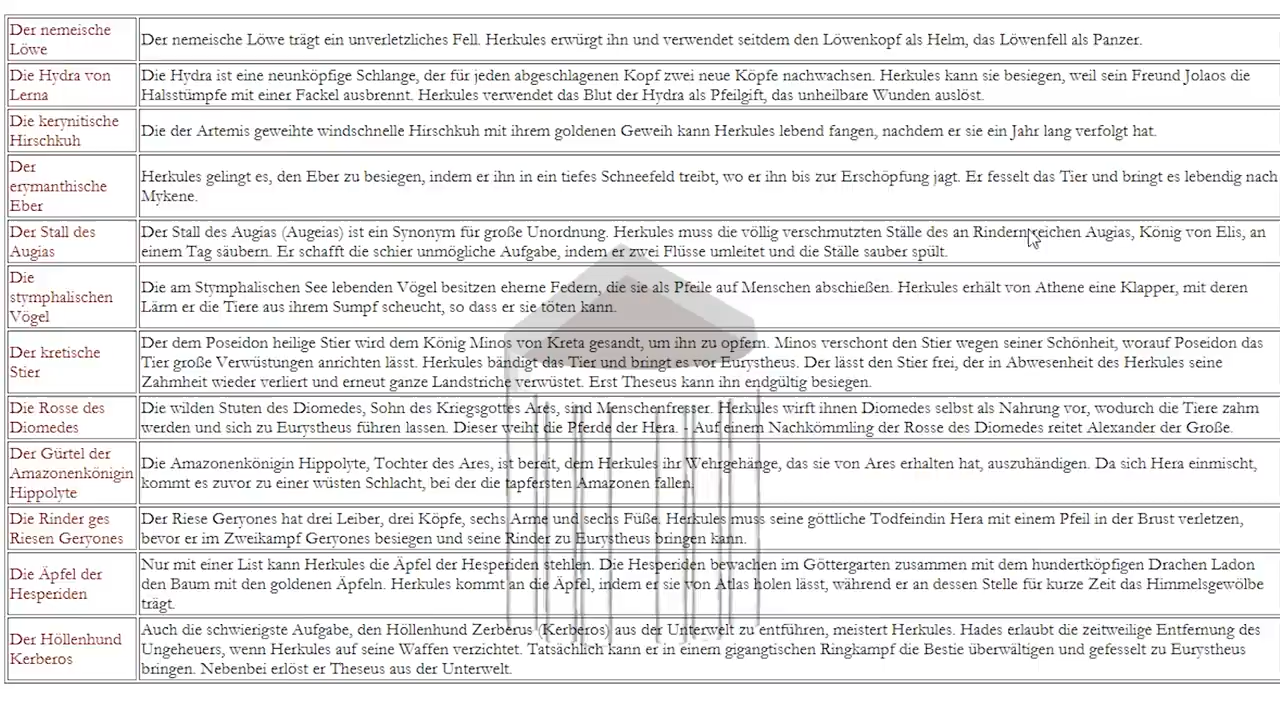 Der nemeische
Löwe
Der nemeische Löwe trägt ein unverletzliches Fell. Herkules erwürgt ihn und verwendet seitdem den Löwenkopf als Helm, das Löwenfell als Panzer.
Die Hydra von
Lerna
Die Hydra ist eine neunköpfige Schlange, der für jeden abgeschlagenen Kopf zwei neue Köpfe nachwachsen. Herkules kann sie besiegen, weil sein Freund Jolaos die
Halsstümpfe mit einer Fackel ausbrennt. Herkules verwendet das Blut der Hydra als Pfeilgift, das unheilbare Wunden auslöst.
Die kerynitische
Hirschkuh
Die der Artemis geweihte windschnelle Hirschkuh mit ihrem goldenen Geweih kann Herkules lebend fangen, nachdem er sie ein Jahr lang verfolgt hat.
Der
erymanthische
Eber
Herkules gelingt es, den Eber zu besiegen, indem er ihn in ein tiefes Schneefeld treibt, wo er ihn bis zur Erschöpfung jagt. Er fesselt das Tier und bringt es lebendig nach
Mykene.
Der Stall des
Augias
Der Stall des Augias (Augeias) ist ein Synonym für große Unordnung. Herkules muss die völlig verschmutzten Ställe des an Rindern reichen Augias, König von Elis, an
einem Tag säubern. Er schafft die schier unmögliche Aufgabe, indem er zwei Flüsse umleitet und die Ställe sauber spült.
Die
stymphalischen
Vögel
Die am Stymphalischen See lebenden Vögel besitzen eherne Federn, die sie als Pfeile auf Menschen abschießen. Herkules erhält von Athene eine Klapper, mit deren
Lärm er die Tiere aus ihrem Sumpf scheucht, so dass er sie töten kann.
Der kretische
Stier
Der dem Poseidon heilige Stier wird dem König Minos von Kreta gesandt, um ihn zu opfern. Minos verschont den Stier wegen seiner Schönheit, worauf Poseidon das
Tier große Verwüstungen anrichten lässt. Herkules bändigt das Tier und bringt es vor Eurystheus. Der lässt den Stier frei, der in Abwesenheit des Herkules seine
Zahmheit wieder verliert und erneut ganze Landstriche verwüstet. Erst Theseus kann ihn endgültig besiegen.
Die Rosse des
Diomedes
Die wilden Stuten des Diomedes, Sohn des Kriegsgottes Ares, sind Menschenfresser. Herkules wirft ihnen Diomedes selbst als Nahrung vor, wodurch die Tiere zahm
werden und sich zu Eurystheus führen lassen. Dieser weiht die Pferde der Hera. - Auf einem Nachkömmling der Rosse des Diomedes reitet Alexander der Große.
Der Gürtel der
Amazonenkönigin
Hippolyte
Die Amazonenkönigin Hippolyte, Tochter des Ares, ist bereit, dem Herkules ihr Wehrgehänge, das sie von Ares erhalten hat, auszuhändigen. Da sich Hera einmischt,
kommt es zuvor zu einer wüsten Schlacht, bei der die tapfersten Amazonen fallen.
Die Rinder ges
Riesen Geryones
Der Riese Geryones hat drei Leiber, drei Köpfe, sechs Arme und sechs Füße. Herkules muss seine göttliche Todfeindin Hera mit einem Pfeil in der Brust verletzen,
bevor er im Zweikampf Geryones besiegen und seine Rinder zu Eurystheus bringen kann.
Die Äpfel der
Hesperiden
Nur mit einer List kann Herkules die Äpfel der Hesperiden stehlen. Die Hesperiden bewachen im Göttergarten zusammen mit dem hundertköpfigen Drachen Ladon
den Baum mit den goldenen Äpfeln. Herkules kommt an die Äpfel, indem er sie von Atlas holen lässt, während er an dessen Stelle für kurze Zeit das Himmelsgewölbe
trägt.
Der Höllenhund
Kerberos
Auch die schwierigste Aufgabe, den Höllenhund Zerberus (Kerberos) aus der Unterwelt zu entführen, meistert Herkules. Hades erlaubt die zeitweilige Entfernung des
Ungeheuers, wenn Herkules auf seine Waffen verzichtet. Tatsächlich kann er in einem gigangtischen Ringkampf die Bestie überwältigen und gefesselt zu Eurystheus
bringen. Nebenbei erlöst er Theseus aus der Unterwelt.